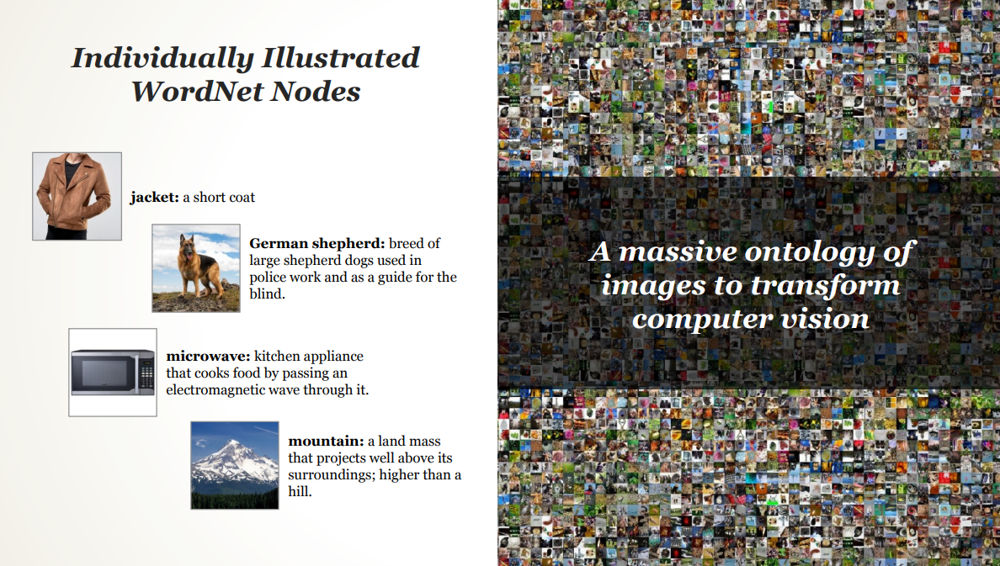 Individually Illustrated
WordNet Nodes
jacket: a short coat
German shepherd: breed of
large shepherd dogs used in
police work and as a guide for the
blind.
microwave: kitchen appliance
that cooks food by passing an
electromagnetic wave through it.
mountain: a land mass
that projects well above its
surroundings; higher than a
hill.
A massive ontology of
images to transform
computer vision